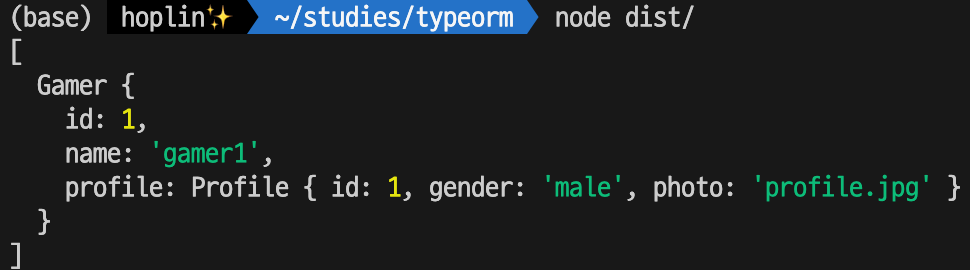 (base) hoplin✨ ~/studies/typeorm node dist/
[
  Gamer {
    id: 1,
    name: 'gamer1',
    profile: Profile { id: 1, gender: 'male', photo: 'profile.jpg' }
  }
]